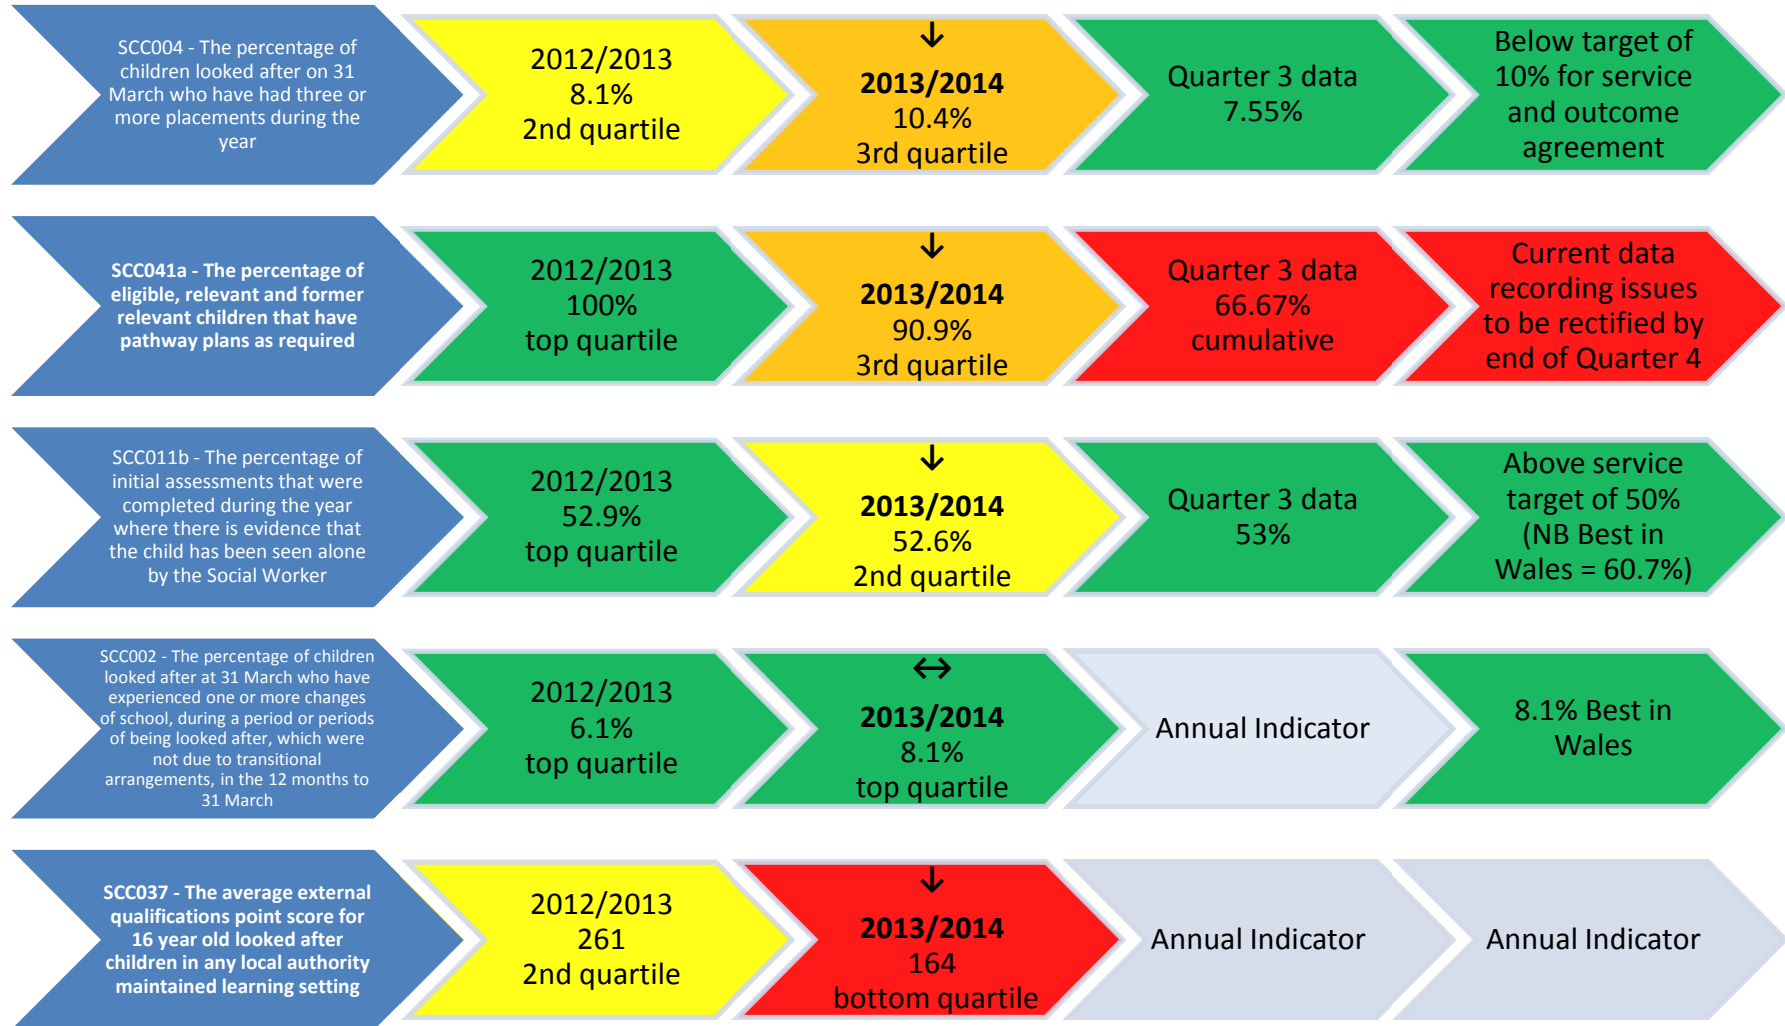 SCC004 - The percentage of
children looked after on 31
March who have had three or
more placements during the
year
2012/2013
8.1%
2nd quartile
↓
2013/2014
10.4%
3rd quartile
Quarter 3 data
7.55%
Below target of
10% for service
and outcome
agreement
SCC041a - The percentage of
eligible, relevant and former
relevant children that have
pathway plans as required
2012/2013
100%
top quartile
↓
2013/2014
90.9%
3rd quartile
Quarter 3 data
66.67%
cumulative
Current data
recording issues
to be rectified by
end of Quarter 4
SCC011b - The percentage of
initial assessments that were
completed during the year
where there is evidence that
the child has been seen alone
by the Social Worker
2012/2013
52.9%
top quartile
↓
2013/2014
52.6%
2nd quartile
Quarter 3 data
53%
Above service
target of 50%
(NB Best in
Wales = 60.7%)
SCC002 - The percentage of children
looked after at 31 March who have
experienced one or more changes
of school, during a period or periods
of being looked after, which were
not due to transitional
arrangements, in the 12 months to
31 March
2012/2013
6.1%
top quartile
↔
2013/2014
8.1%
top quartile
Annual Indicator
8.1% Best in
Wales
SCC037 - The average external
qualifications point score for
16 year old looked after
children in any local authority
maintained learning setting
2012/2013
261
2nd quartile
↓
2013/2014
164
bottom quartile
Annual Indicator
Annual Indicator